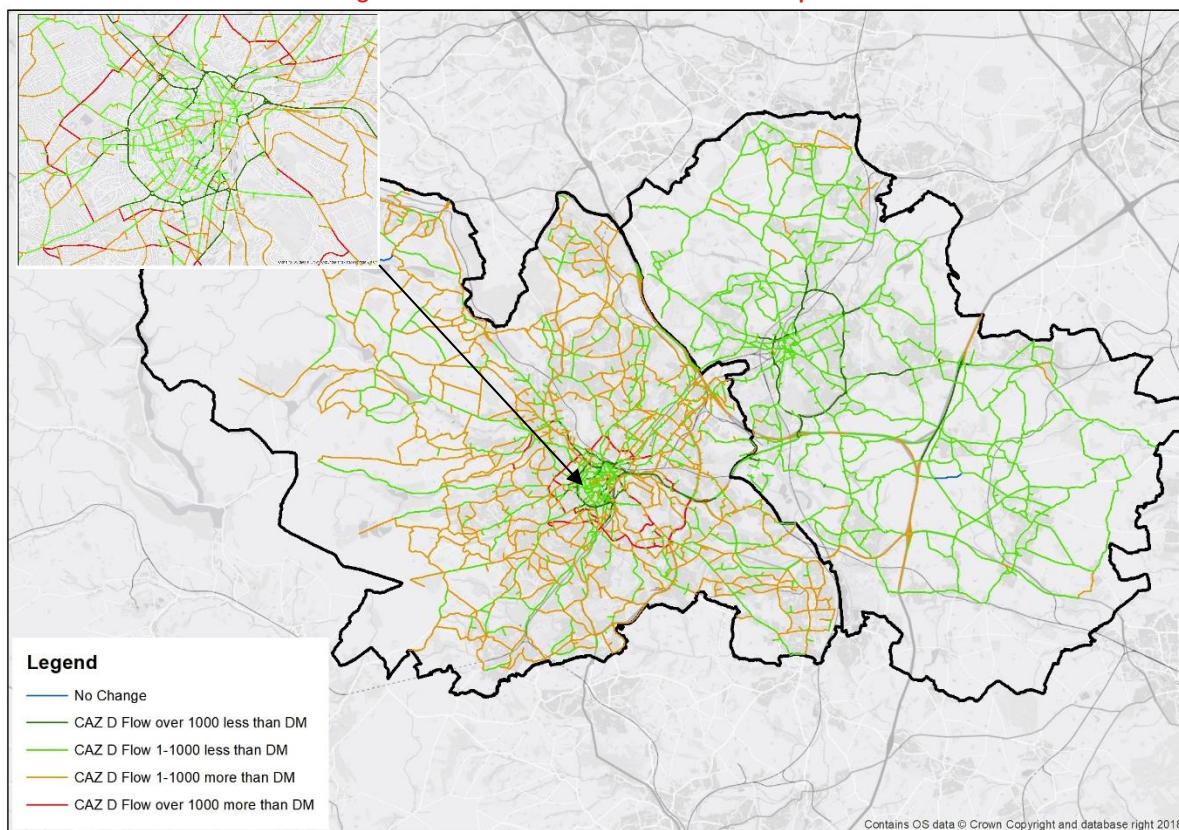 Legend
No Change
CAZ D Flow over 1000 less than DM
CAZ D Flow 1-1000 less than DM
CAZ D Flow 1-1000 more than DM
CAZ D Flow over 1000 more than DM
Contains OS data © Crown Copyright and database right 2018